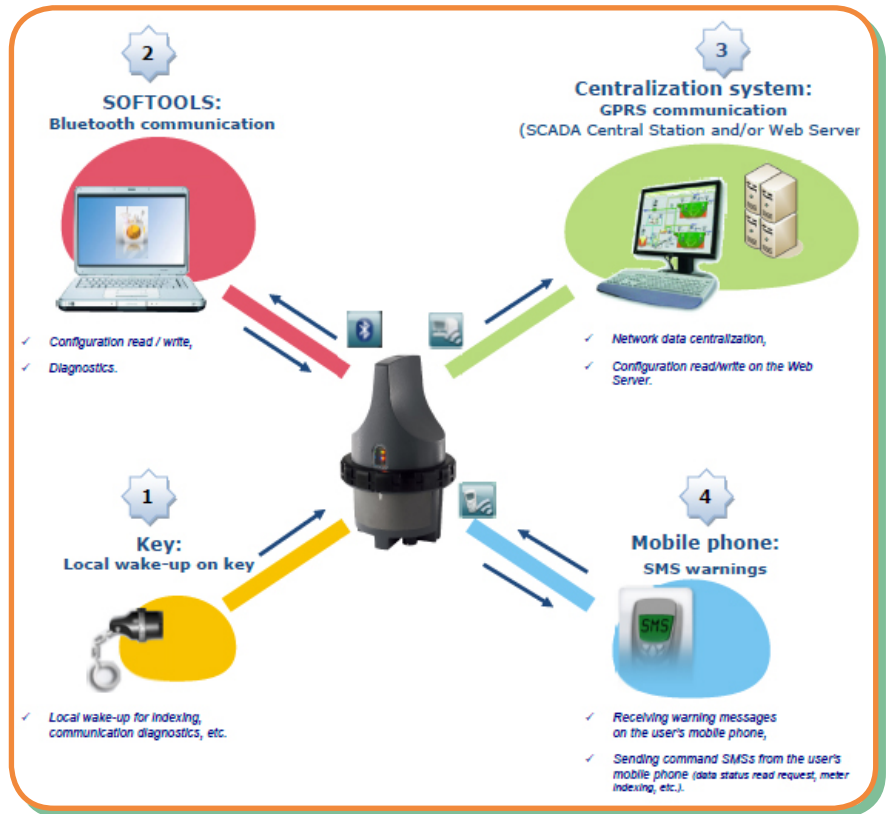 2
SOFTOOLS:
Bluetooth communication
✓ Configuration read / write,
✓ Diagnostics.
3
Centralization system:
GPRS communication
(SCADA Central Station and/or Web Server
✓ Network data centralization,
✓ Configuration read/write on the Web
Server.
1
Key:
Local wake-up on key
✓ Local wake-up for indexing,
communication diagnostics, etc.
4
Mobile phone:
SMS warnings
SMS
✓ Receiving warning messages
on the user's mobile phone,
✓ Sending command SMSs from the user's
mobile phone (data status read request, meter
indexing, etc.).